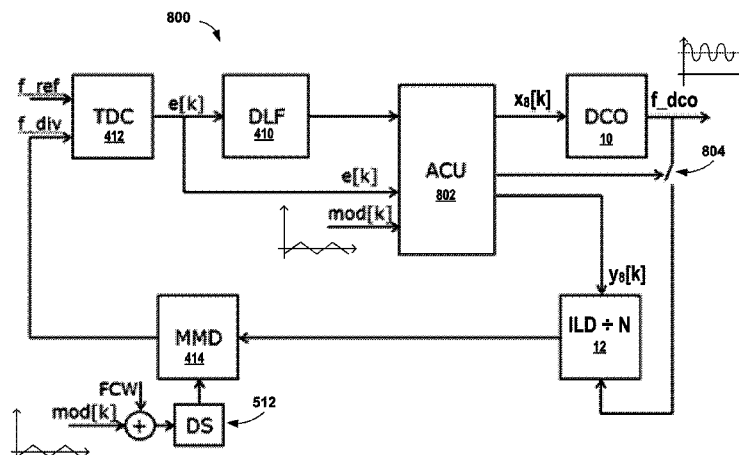 800
f_ref
f_div
TDC
412
e[k]
DLF
410
e[k]
mod[k]
ACU
802
x8[k]
DCO
10
f_dco
804
y8[k]
ILD ÷ N
12
MMD
414
FCW
mod[k]
+
DS
512